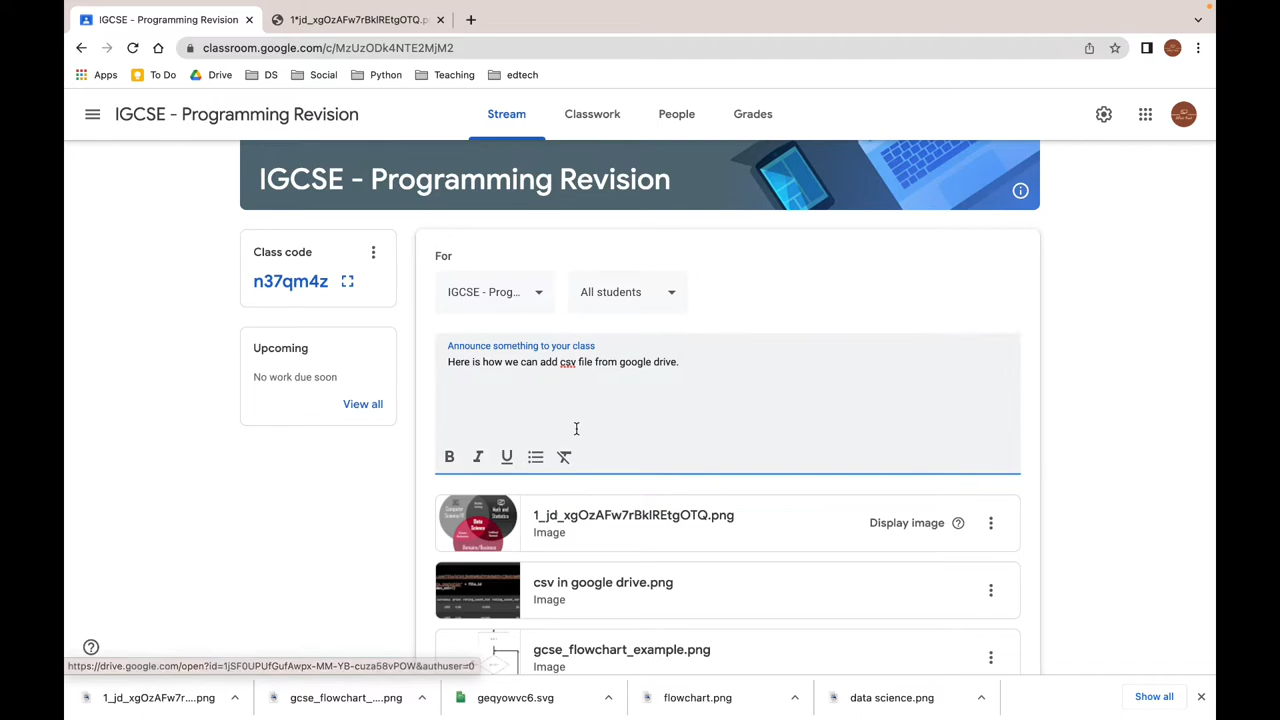 IGCSE - Programming Revision
1*jd_xgOzAFw7rBklREtgOTQ.p
classroom.google.com/c/MzUzODk4NTE2MjM2
Apps To Do Drive DS Social Python Teaching edtech
IGCSE - Programming Revision Stream Classwork People Grades
IGCSE - Programming Revision
Class code
n37qm4z
Upcoming
No work due soon
View all
For
IGCSE - Prog... All students
Announce something to your class
Here is how we can add csv file from google drive.
B I U
1_jd_xgOzAFw7rBklREtgOTQ.png
Image
Display image
csv in google drive.png
Image
gcse_flowchart_example.png
Image
https://drive.google.com/open?id=1jSF0UPUfGufAwpx-MM-YB-cuza58vPOW&authuser=0
1_jd_xgOzAFw7r....png gcse_flowchart_....png geqyowvc6.svg flowchart.png data science.png Show all